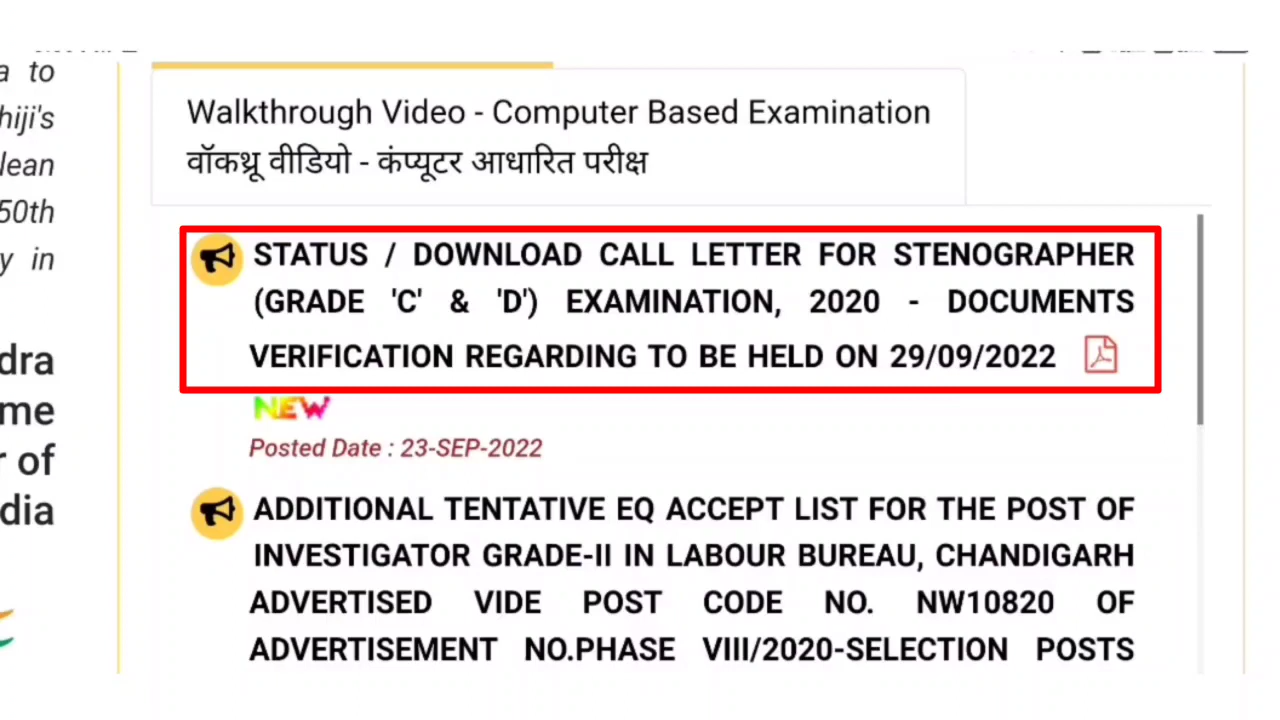 a to
hiji's
lean
50th
y in
dra
me
r of
dia
Walkthrough Video - Computer Based Examination
वॉकथ्रू वीडियो - कंप्यूटर आधारित परीक्ष
STATUS / DOWNLOAD CALL LETTER FOR STENOGRAPHER
(GRADE 'C' & 'D') EXAMINATION, 2020 - DOCUMENTS
VERIFICATION REGARDING TO BE HELD ON 29/09/2022
NEW
Posted Date : 23-SEP-2022
ADDITIONAL TENTATIVE EQ ACCEPT LIST FOR THE POST OF
INVESTIGATOR GRADE-II IN LABOUR BUREAU, CHANDIGARH
ADVERTISED VIDE POST CODE NO. NW10820 OF
ADVERTISEMENT NO.PHASE VIII/2020-SELECTION POSTS